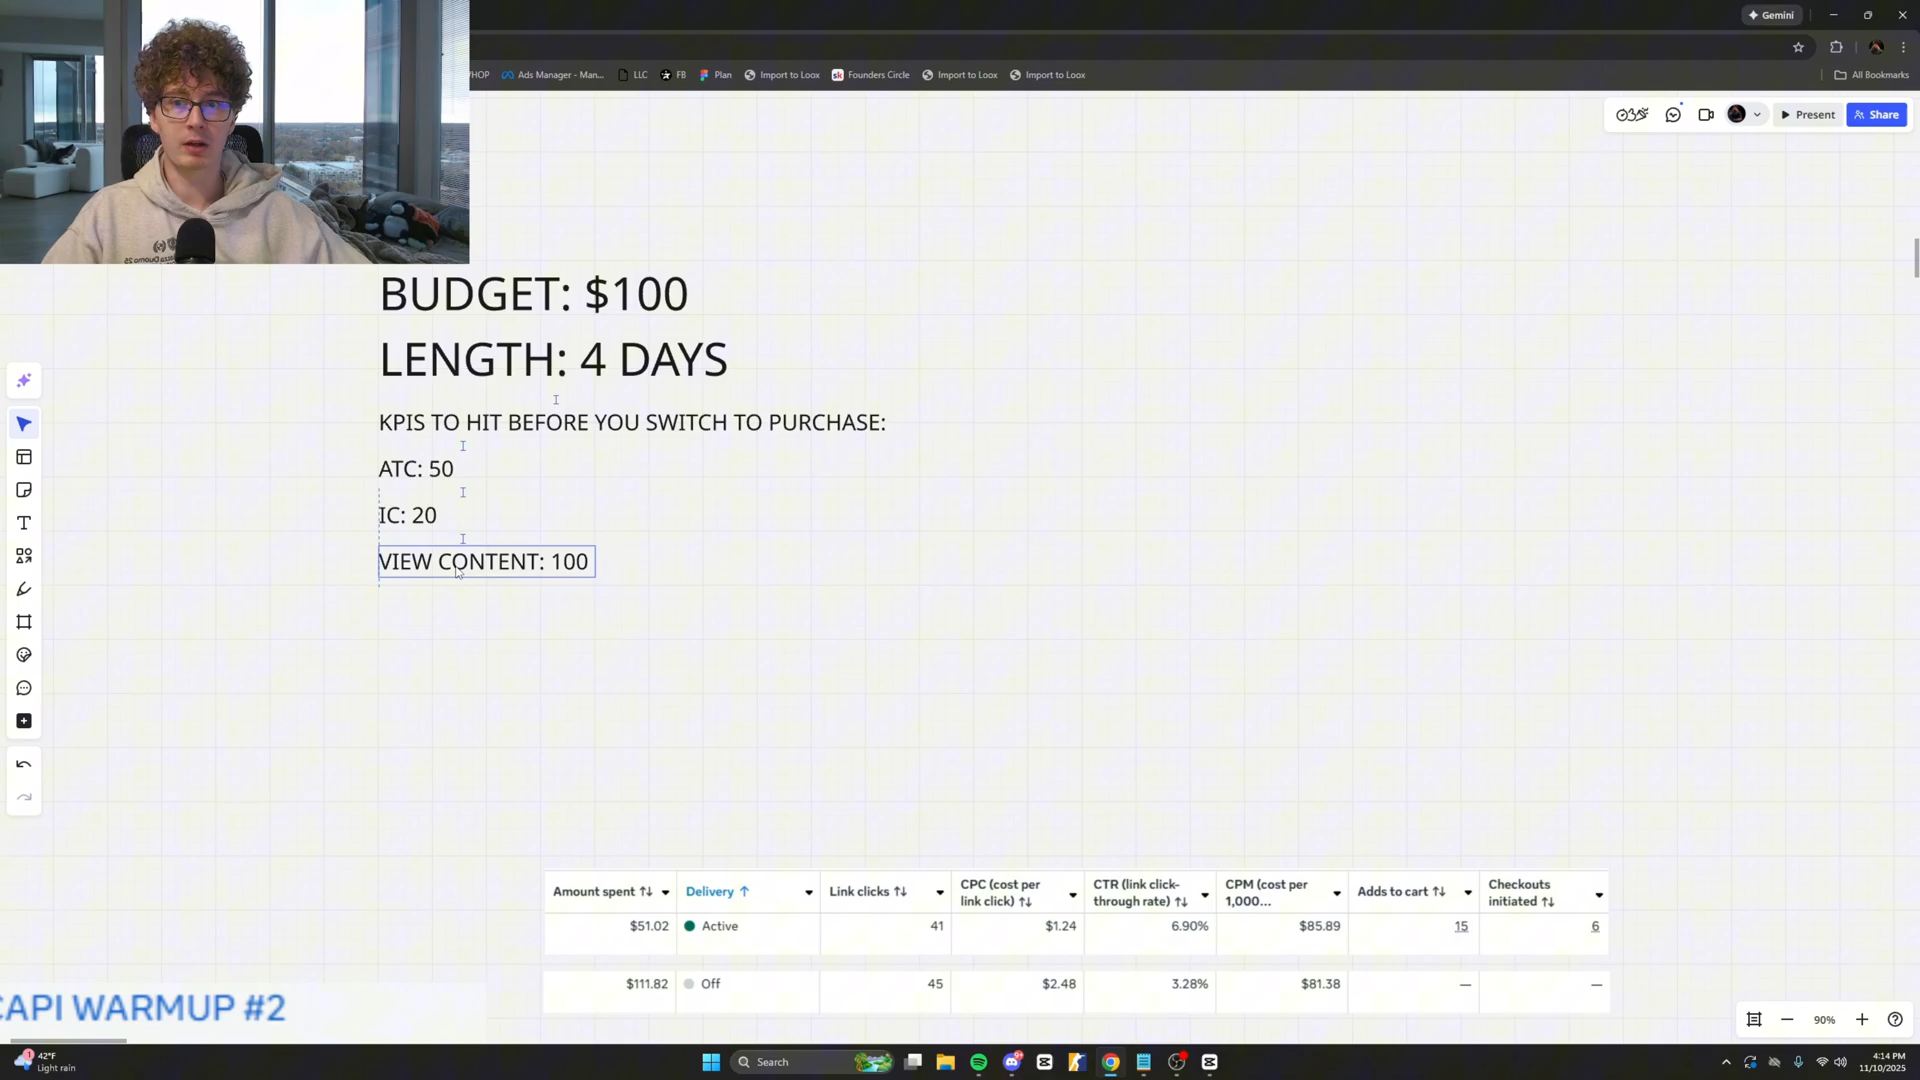 Gemini
HOP
Ads Manager - Man...
LLC
FB
Plan
Import to Loox
sk
Founders Circle
Import to Loox
Import to Loox
All Bookmarks
Present
Share
BUDGET: $100
LENGTH: 4 DAYS
KPIS TO HIT BEFORE YOU SWITCH TO PURCHASE:
ATC: 50
IC: 20
VIEW CONTENT: 100
Amount spent
Delivery
Link clicks
CPC (cost per link click)
CTR (link click-through rate)
CPM (cost per 1,000...
Adds to cart
Checkouts initiated
$51.02
Active
41
$1.24
6.90%
$85.89
15
6
$111.82
Off
45
$2.48
3.28%
$81.38
—
—
CAPI WARMUP #2
90%
1
42°F
Light rain
Search
4:14 PM
11/10/2025